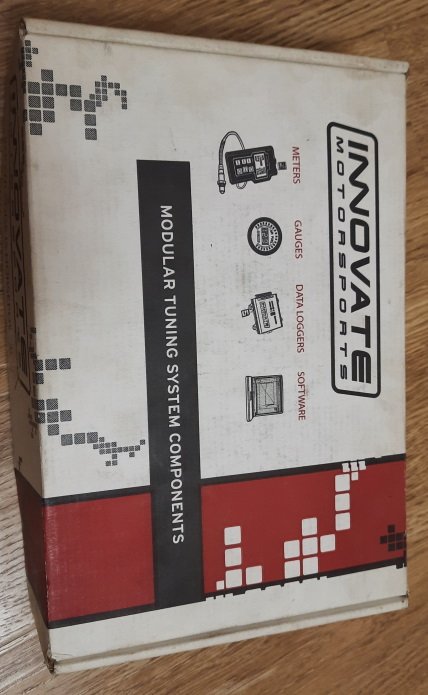 INNOVATE
MOTORSPORTS
METERS
GAUGES
DATA LOGGERS
SOFTWARE
MODULAR TUNING SYSTEM COMPONENTS